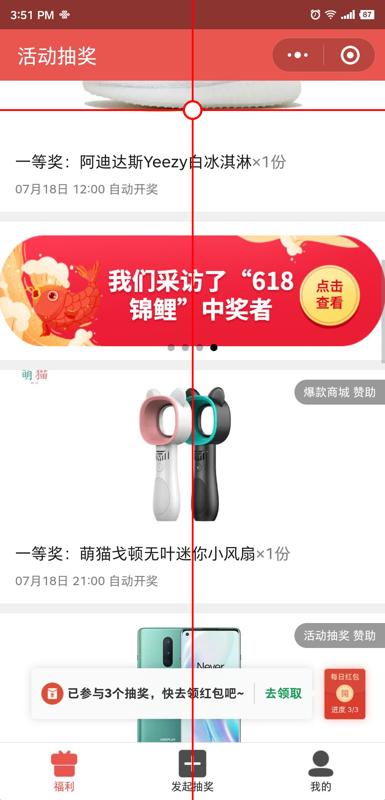 3:51 PM
87
活动抽奖
一等奖：阿迪达斯Yeezy白冰淇淋×1份
07月18日 12:00 自动开奖
我们采访了“618
锦鲤”中奖者
点击
查看
萌猫
爆款商城 赞助
一等奖：萌猫戈顿无叶迷你小风扇×1份
07月18日 21:00 自动开奖
活动抽奖 赞助
Never
每日红包
已参与3个抽奖，快去领红包吧~
去领取
进度 3/3
福利
发起抽奖
我的